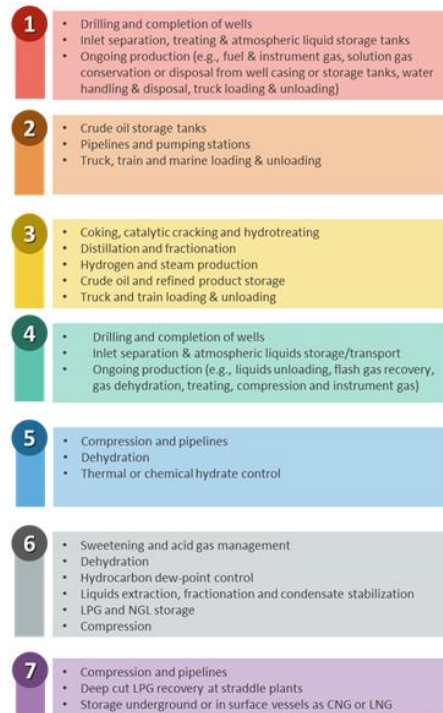 1
• Drilling and completion of wells
• Inlet separation, treating & atmospheric liquid storage tanks
• Ongoing production (e.g., fuel & instrument gas, solution gas
conservation or disposal from well casing or storage tanks, water
handling & disposal, truck loading & unloading)
2
• Crude oil storage tanks
• Pipelines and pumping stations
• Truck, train and marine loading & unloading
3
• Coking, catalytic cracking and hydrotreating
• Distillation and fractionation
• Hydrogen and steam production
• Crude oil and refined product storage
• Truck and train loading & unloading
4
• Drilling and completion of wells
• Inlet separation & atmospheric liquids storage/transport
• Ongoing production (e.g., liquids unloading, flash gas recovery,
gas dehydration, treating, compression and instrument gas)
5
• Compression and pipelines
• Dehydration
• Thermal or chemical hydrate control
6
• Sweetening and acid gas management
• Dehydration
• Hydrocarbon dew-point control
• Liquids extraction, fractionation and condensate stabilization
• LPG and NGL storage
• Compression
7
• Compression and pipelines
• Deep cut LPG recovery at straddle plants
• Storage underground or in surface vessels as CNG or LNG